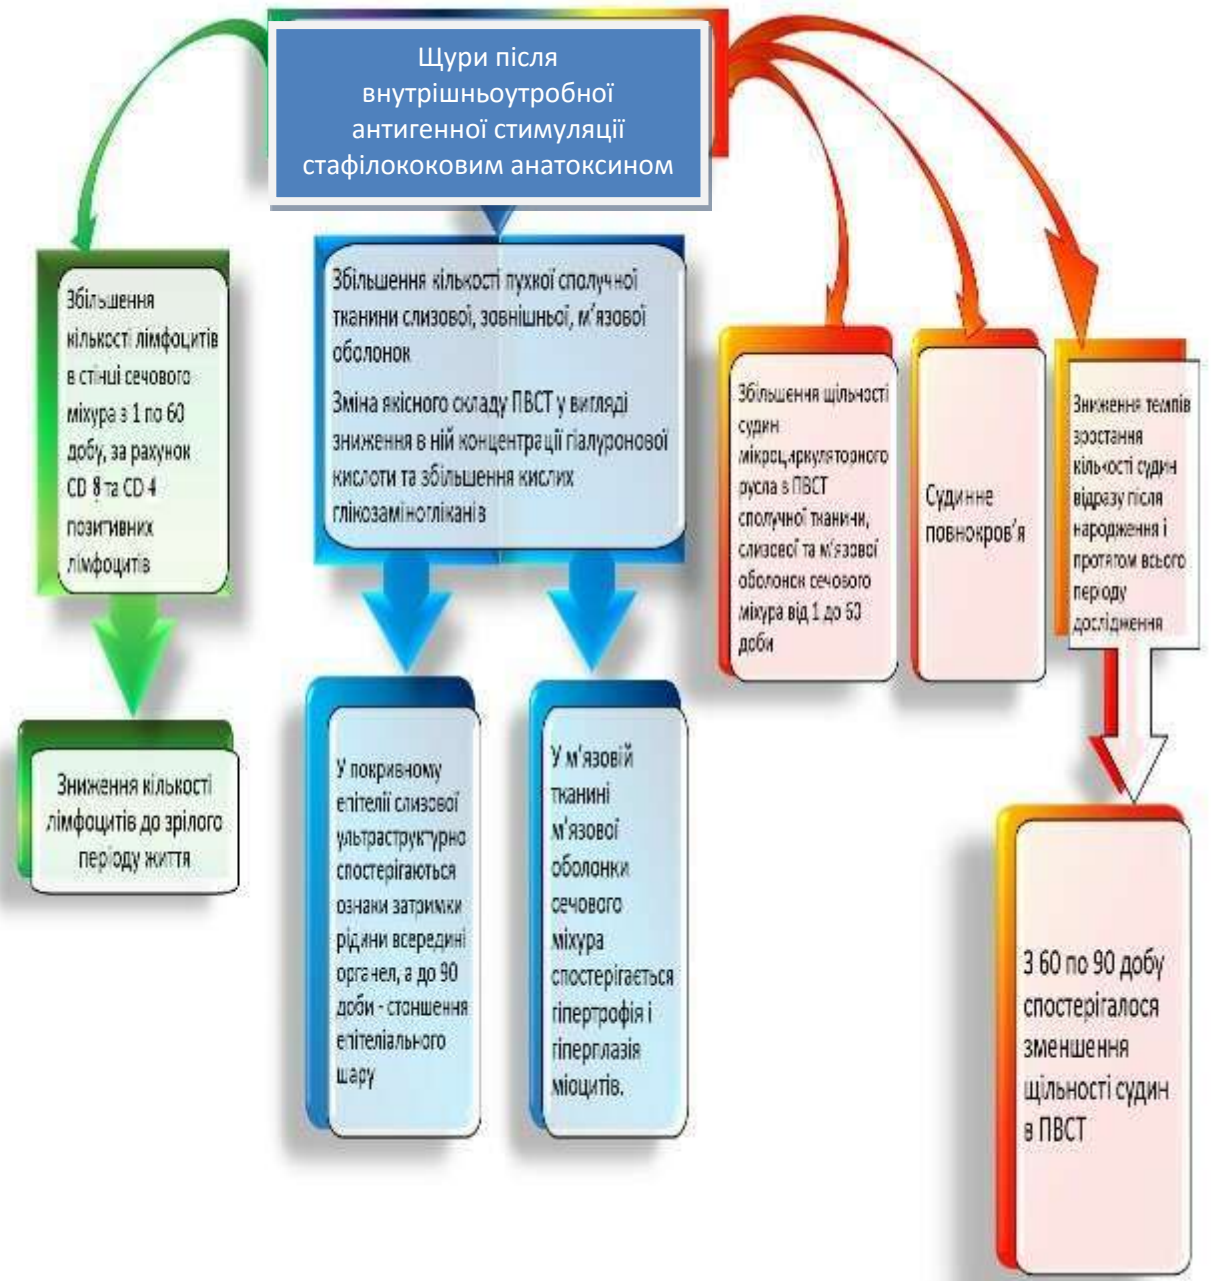 Щури після
внутрішньоутробної
антигенної стимуляції
стафілококовим анатоксином
Збільшення
кількості лімфоцитів
в стінці сечового
міхура з 1 по 60
добу, за рахунок
CD 8 та CD 4
позитивних
лімфоцитів
Зниження кількості
лімфоцитів до зрілого
періоду життя
Збільшення кількості пухкої сполучної
тканини слизової, зовнішньої, м’язової
оболонок
Зміна якісного складу ПВСТ у вигляді
зниження в ній концентрації гіалуронової
кислоти та збільшення кислих
глікозаміногліканів
У покривному
епітелії слизової
ультраструктурно
спостерігаються
ознаки затримки
рідини всередині
органел, а до 90
доби - стоншення
епітеліального
шару
У м’язовій
тканині
м’язової
оболонки
сечового
міхура
спостерігається
гіпертрофія і
гіперплазія
міоцитів.
Збільшення щільності
судин
мікроциркуляторного
русла в ПВСТ
сполучної тканини,
слизової та м’язової
оболонок сечового
міхура від 1 до 60
доби
Судинне
повнокров’я
Зниження темпів
зростання
кількості судин
відразу після
народження і
протягом всього
періоду
дослідження
З 60 по 90 добу
спостерігалося
зменшення
щільності судин
в ПВСТ